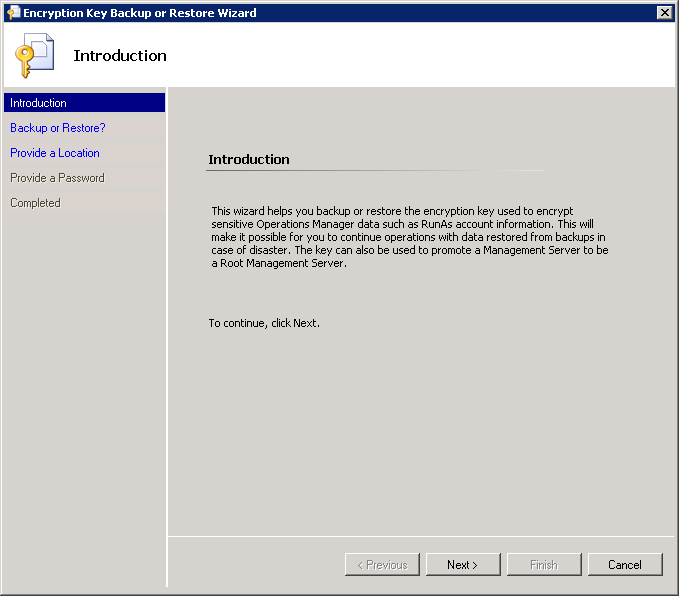 Encryption Key Backup or Restore Wizard
Introduction
Introduction
Backup or Restore?
Provide a Location
Provide a Password
Completed
Introduction
This wizard helps you backup or restore the encryption key used to encrypt
sensitive Operations Manager data such as RunAs account information. This will
make it possible for you to continue operations with data restored from backups in
case of disaster. The key can also be used to promote a Management Server to be
a Root Management Server.
To continue, click Next.
< Previous
Next >
Finish
Cancel